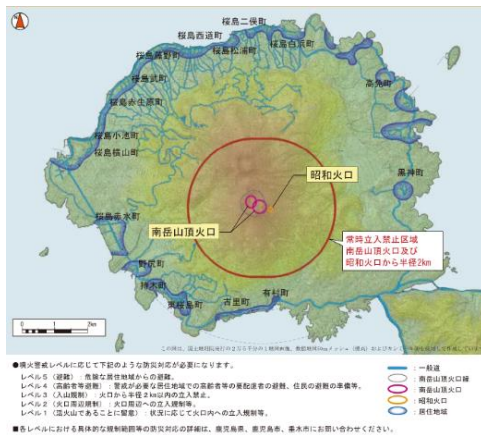 桜島二俣町
桜島西道町
桜島松浦町
桜島白浜町
桜島藤野町
桜島武町
桜島赤生原町
桜島小池町
桜島横山町
高免町
黒神町
昭和火口
南岳山頂火口
桜島赤水町
野尻町
持木町
東桜島町
古里町
有村町
常時立入禁止区域
南岳山頂火口及び
昭和火口から半径2km
0 1 2km
●噴火警戒レベルに応じて下記のような防災対応が必要になります。
レベル5（避難）：危険な居住地域からの避難。
レベル4（高齢者等避難）：警戒が必要な居住地域での高齢者等の要配慮者の避難、住民の避難の準備等。
レベル3（入山規制）：火口から半径2km以内の立入禁止。
レベル2（火口周辺規制）：火口周辺への立入規制等。
レベル1（活火山であることに留意）：状況に応じて火口内への立入規制等。
■各レベルにおける具体的な規制範囲等の防災対応の詳細は、鹿児島県、鹿児島市、垂水市にお問い合わせください。
：一般道
：南岳山頂火口縁
：南岳山頂火口
：昭和火口
：居住地域